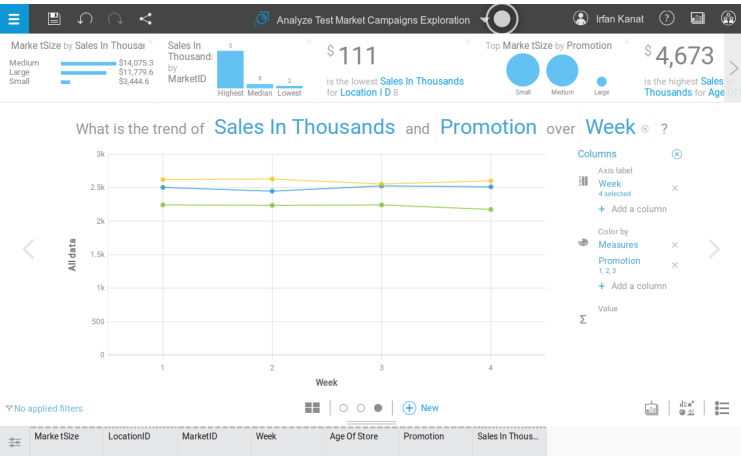 Analyze Test Market Campaigns Exploration
Irfan Kanat
Marke tSize by Sales In Thousar
Medium $14,075.3
Large $11,779.6
Small $3,444.6
Sales In
Thousand:
by
MarketID
3
6
2
Highest Median Lowest
$111
is the lowest Sales In Thousands
for Location I D 8
Top Marke tSize by Promotion
Small Medium Large
$4,673
is the highest Sales In
Thousands for Age Of
What is the trend of Sales In Thousands and Promotion over Week ?
3k
2.5k
2k
1.5k
1k
500
0
All data
1 2 3 4
Week
Columns
Axis label
Week
4 selected
+ Add a column
Color by
Measures
Promotion
1, 2, 3
+ Add a column
Value
Σ
No applied filters
New
Marke tSize LocationID MarketID Week Age Of Store Promotion Sales In Thous...